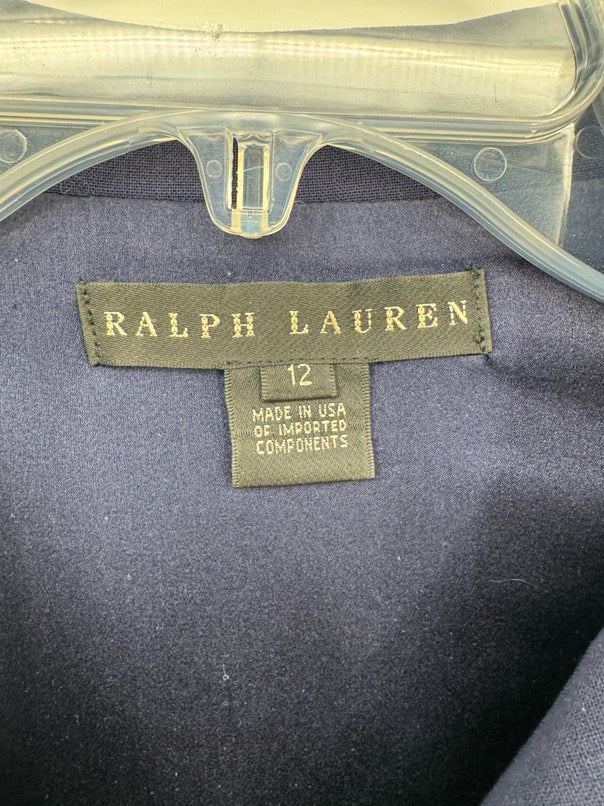 RALPH LAUREN
12
MADE IN USA
OF IMPORTED
COMPONENTS